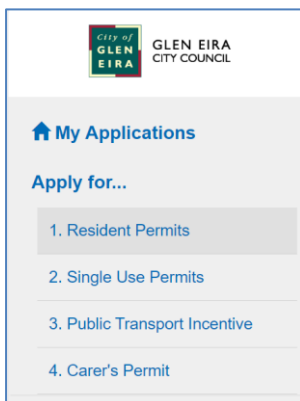 City of
GLEN
EIRA
GLEN EIRA
CITY COUNCIL
My Applications
Apply for...
1. Resident Permits
2. Single Use Permits
3. Public Transport Incentive
4. Carer's Permit